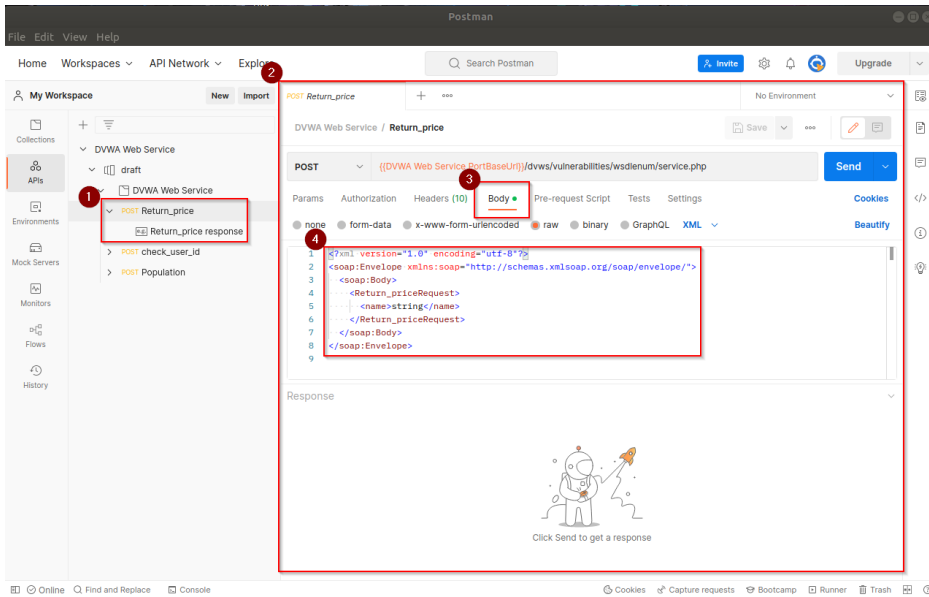 Postman
File Edit View Help
Home Workspaces API Network Explore Search Postman Invite Upgrade
2
My Workspace New Import POST Return_price No Environment
Collections
APIs
Environments
Mock Servers
Monitors
Flows
History
DVWA Web Service
draft
DVWA Web Service
1
POST Return_price
e.g. Return_price response
POST check_user_id
POST Population
DVWA Web Service / Return_price Save
POST {{DVWA Web Service.PortBaseUrl}}/dvws/vulnerabilities/wsdlenum/service.php Send
3
Params Authorization Headers (10) Body Pre-request Script Tests Settings Cookies
none form-data x-www-form-urlencoded raw binary GraphQL XML Beautify
4
1 <?xml version="1.0" encoding="utf-8"?>
2 <soap:Envelope xmlns:soap="http://schemas.xmlsoap.org/soap/envelope/">
3 <soap:Body>
4 <Return_priceRequest>
5 <name>string</name>
6 </Return_priceRequest>
7 </soap:Body>
8 </soap:Envelope>
9
Response
Click Send to get a response
Online Find and Replace Console Cookies Capture requests Bootcamp Runner Trash